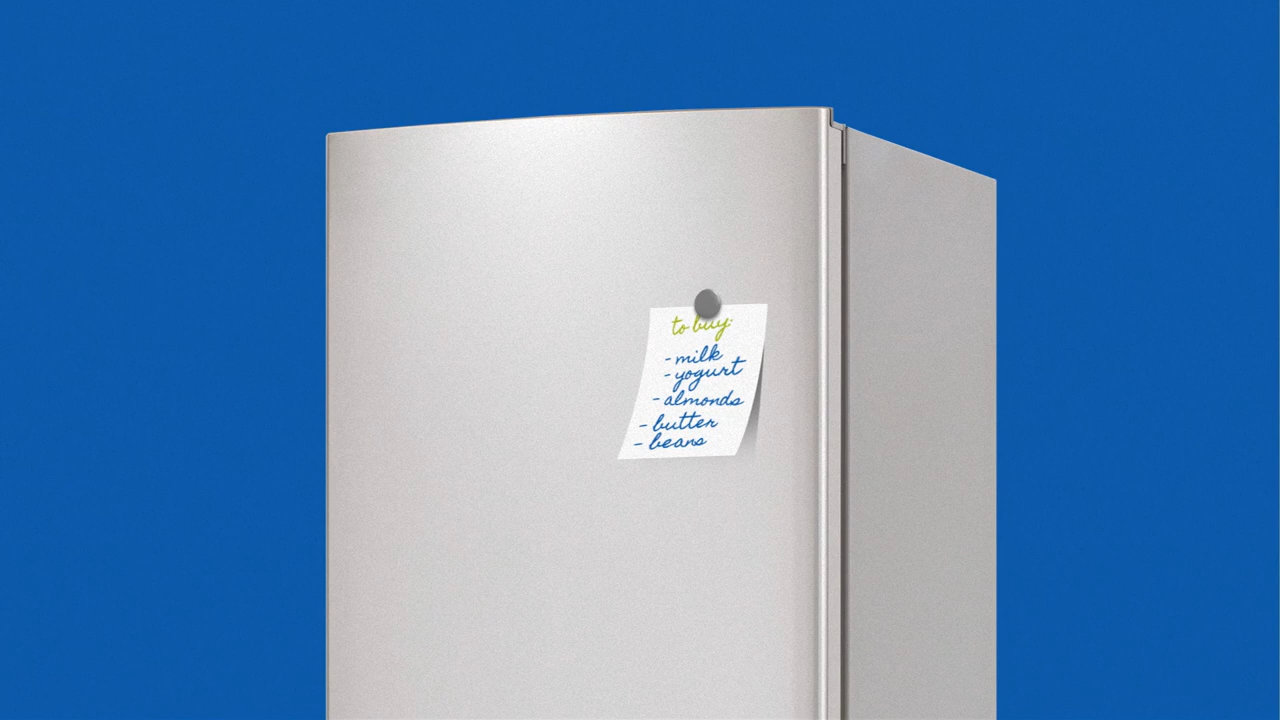 to buy:
- milk
- yogurt
- almonds
- butter
- beans